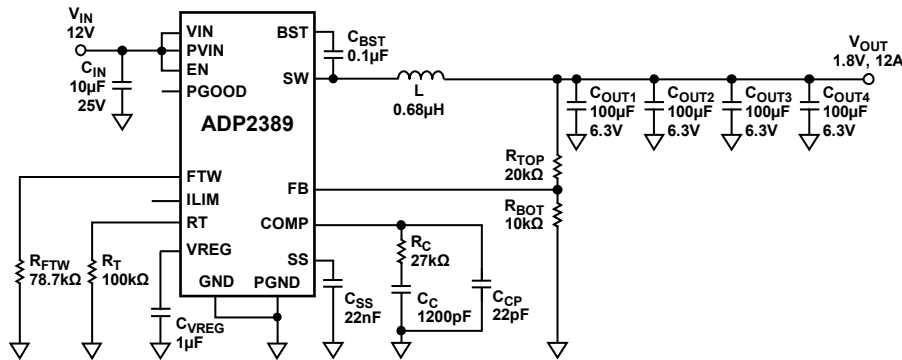 VIN
12V
CIN
10µF
25V
VIN
PVIN
EN
PGOOD
ADP2389
FTW
ILIM
RT
VREG
GND
PGND
BST
SW
FB
COMP
SS
CBST
0.1µF
L
0.68µH
VOUT
1.8V, 12A
COUT1
100µF
6.3V
COUT2
100µF
6.3V
COUT3
100µF
6.3V
COUT4
100µF
6.3V
RTOP
20kΩ
RBOT
10kΩ
RFTW
78.7kΩ
RT
100kΩ
CVREG
1µF
CSS
22nF
RC
27kΩ
CC
1200pF
CCP
22pF